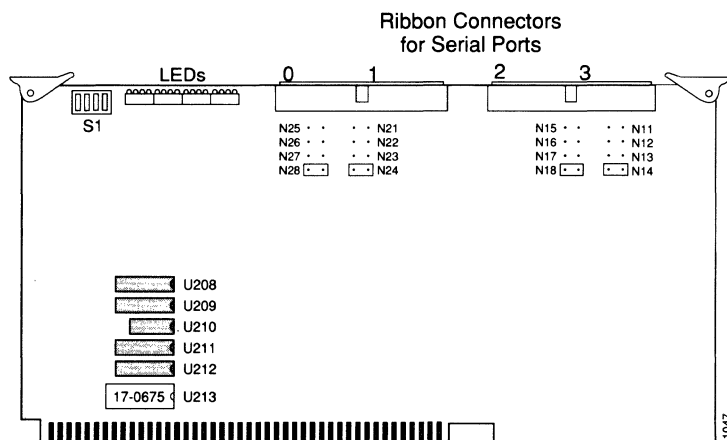 Ribbon Connectors
for Serial Ports
LEDs
0
1
2
3
S1
N25
N21
N15
N11
N26
N22
N16
N12
N27
N23
N17
N13
N28
N24
N18
N14
U208
U209
U210
U211
U212
17-0675
U213